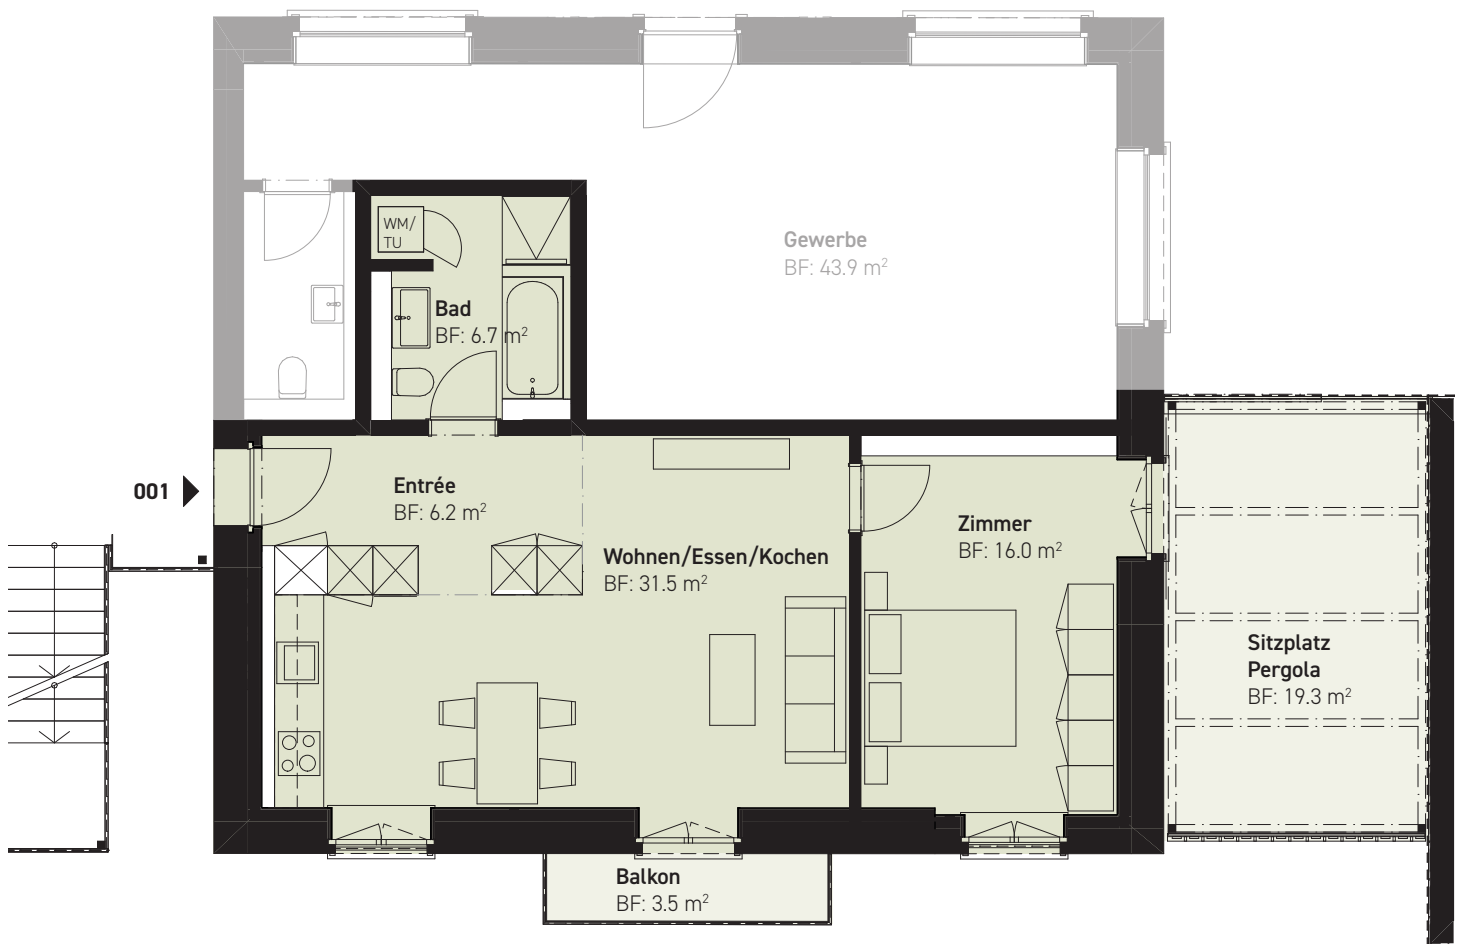 Gewerbe
BF: 43.9 m²
WM/
TU
Bad
BF: 6.7 m²
001
Entrée
BF: 6.2 m²
Wohnen/Essen/Kochen
BF: 31.5 m²
Zimmer
BF: 16.0 m²
Sitzplatz
Pergola
BF: 19.3 m²
Balkon
BF: 3.5 m²